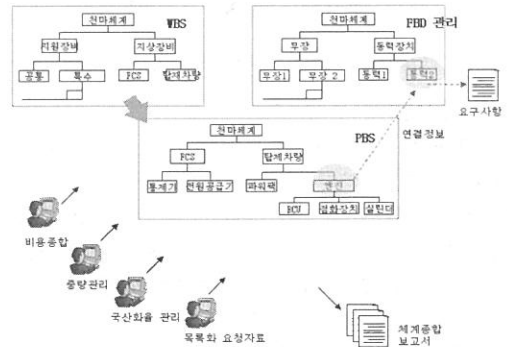 천마체계
WBS
지원장비
지상장비
공통
특수
FCS
탑재차량
천마체계
FBD 관리
무장
동력장치
무장1
무장 2
동력1
동력2
요구사항
천마체계
PBS
연결정보
FCS
탑재차량
통제기
전원공급기
파워팩
엔진
ECU
점화장치
실린더
비용종합
중량관리
국산화율 관리
목록화 요청자료
체계종합
보고서